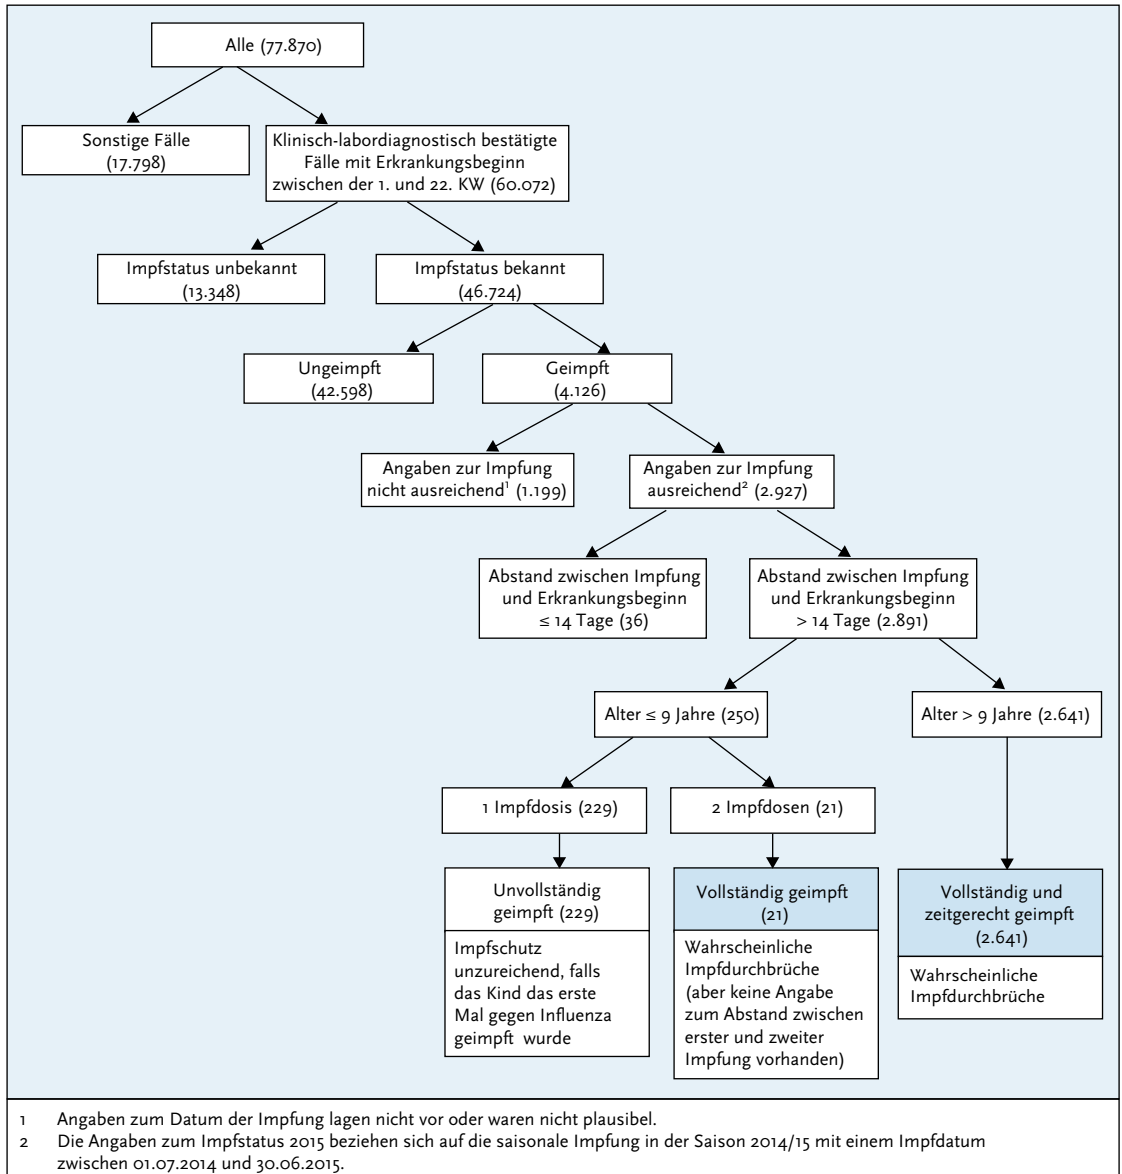 Alle (77.870)
Sonstige Fälle
(17.798)
Klinisch-labordiagnostisch bestätigte
Fälle mit Erkrankungsbeginn
zwischen der 1. und 22. KW (60.072)
Impfstatus unbekannt
(13.348)
Impfstatus bekannt
(46.724)
Ungeimpft
(42.598)
Geimpft
(4.126)
Angaben zur Impfung
nicht ausreichend¹ (1.199)
Angaben zur Impfung
ausreichend² (2.927)
Abstand zwischen Impfung
und Erkrankungsbeginn
≤ 14 Tage (36)
Abstand zwischen Impfung
und Erkrankungsbeginn
> 14 Tage (2.891)
Alter ≤ 9 Jahre (250)
Alter > 9 Jahre (2.641)
1 Impfdosis (229)
2 Impfdosen (21)
Unvollständig
geimpft (229)
Impfschutz
unzureichend, falls
das Kind das erste
Mal gegen Influenza
geimpft wurde
Vollständig geimpft
(21)
Wahrscheinliche
Impfdurchbrüche
(aber keine Angabe
zum Abstand zwischen
erster und zweiter
Impfung vorhanden)
Vollständig und
zeitgerecht geimpft
(2.641)
Wahrscheinliche
Impfdurchbrüche
1 Angaben zum Datum der Impfung lagen nicht vor oder waren nicht plausibel.
2 Die Angaben zum Impfstatus 2015 beziehen sich auf die saisonale Impfung in der Saison 2014/15 mit einem Impfdatum
zwischen 01.07.2014 und 30.06.2015.